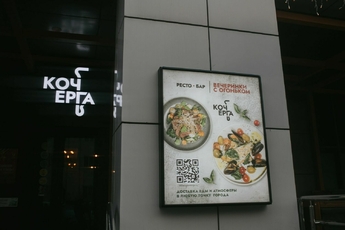 КОЧ
ЕРГА
РЕСТО-БАР
ВЕЧЕРИНКИ
С ОГОНЬКОМ
КОЧ
ЕРГА
ДОСТАВКА ЕДЫ И АТМОСФЕРЫ
В ЛЮБУЮ ТОЧКУ ГОРОДА